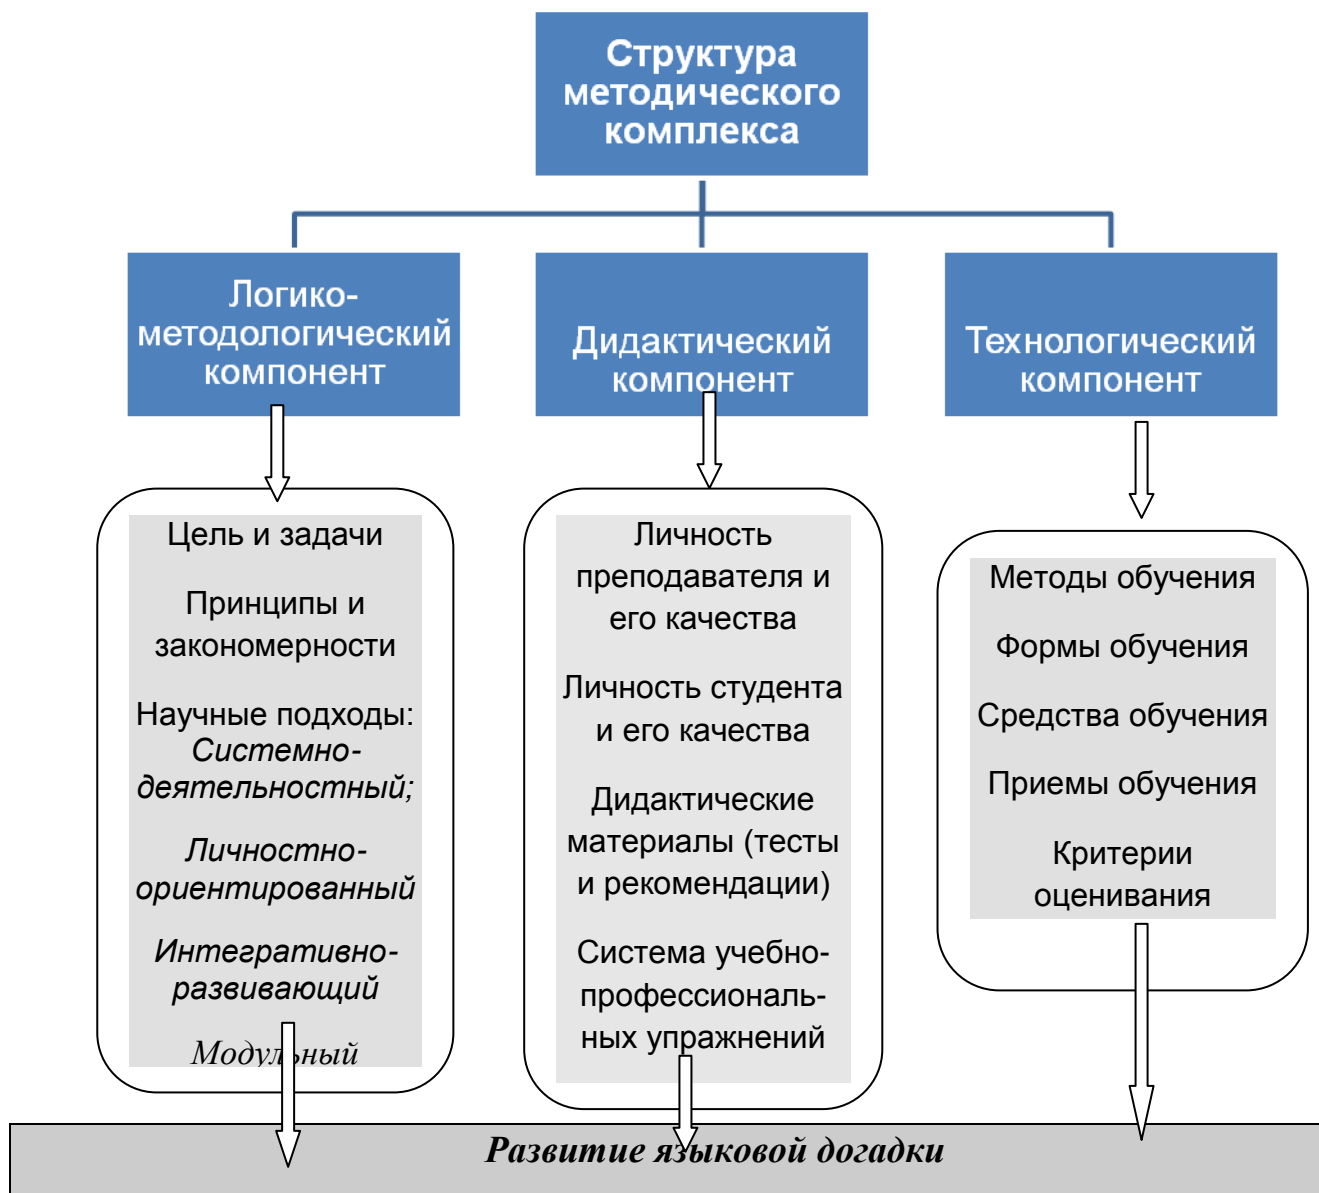 Структура
методического
комплекса
Логико-
методологический
компонент
Дидактический
компонент
Технологический
компонент
Цель и задачи
Принципы и
закономерности
Научные подходы:
Системно-
деятельностный;
Личностно-
ориентированный
Интегративно-
развивающий
Модульный
Личность
преподавателя и
его качества
Личность студента
и его качества
Дидактические
материалы (тесты
и рекомендации)
Система учебно-
профессиональ-
ных упражнений
Методы обучения
Формы обучения
Средства обучения
Приемы обучения
Критерии
оценивания
Развитие языковой догадки